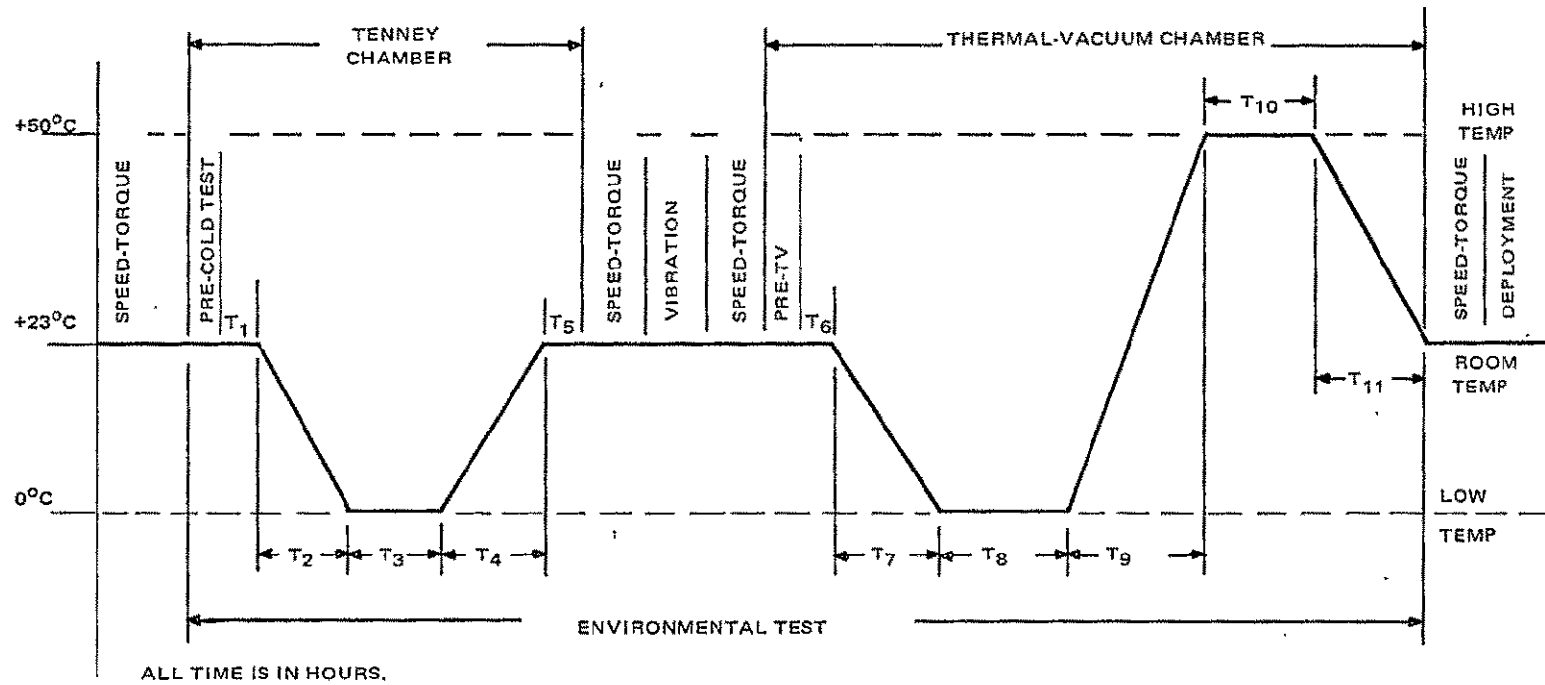 TENNEY
CHAMBER
THERMAL-VACUUM CHAMBER
T10
+50°C
HIGH
TEMP
SPEED-TORQUE
PRE-COLD TEST
SPEED-TORQUE
VIBRATION
SPEED-TORQUE
PRE-TV
SPEED-TORQUE
DEPLOYMENT
+23°C
T1
T5
T6
ROOM
TEMP
T11
0°C
LOW
TEMP
T2
T3
T4
T7
T8
T9
ENVIRONMENTAL TEST
ALL TIME IS IN HOURS,